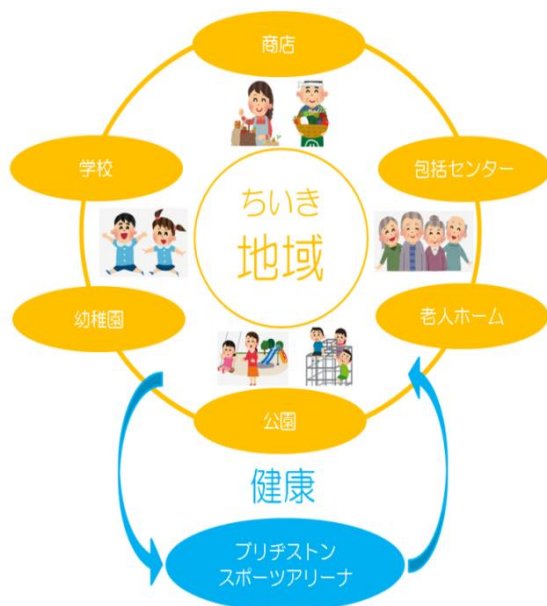 商店
学校
包括センター
ちいき
地域
幼稚園
老人ホーム
公園
健康
ブリヂストン
スポーツアリーナ